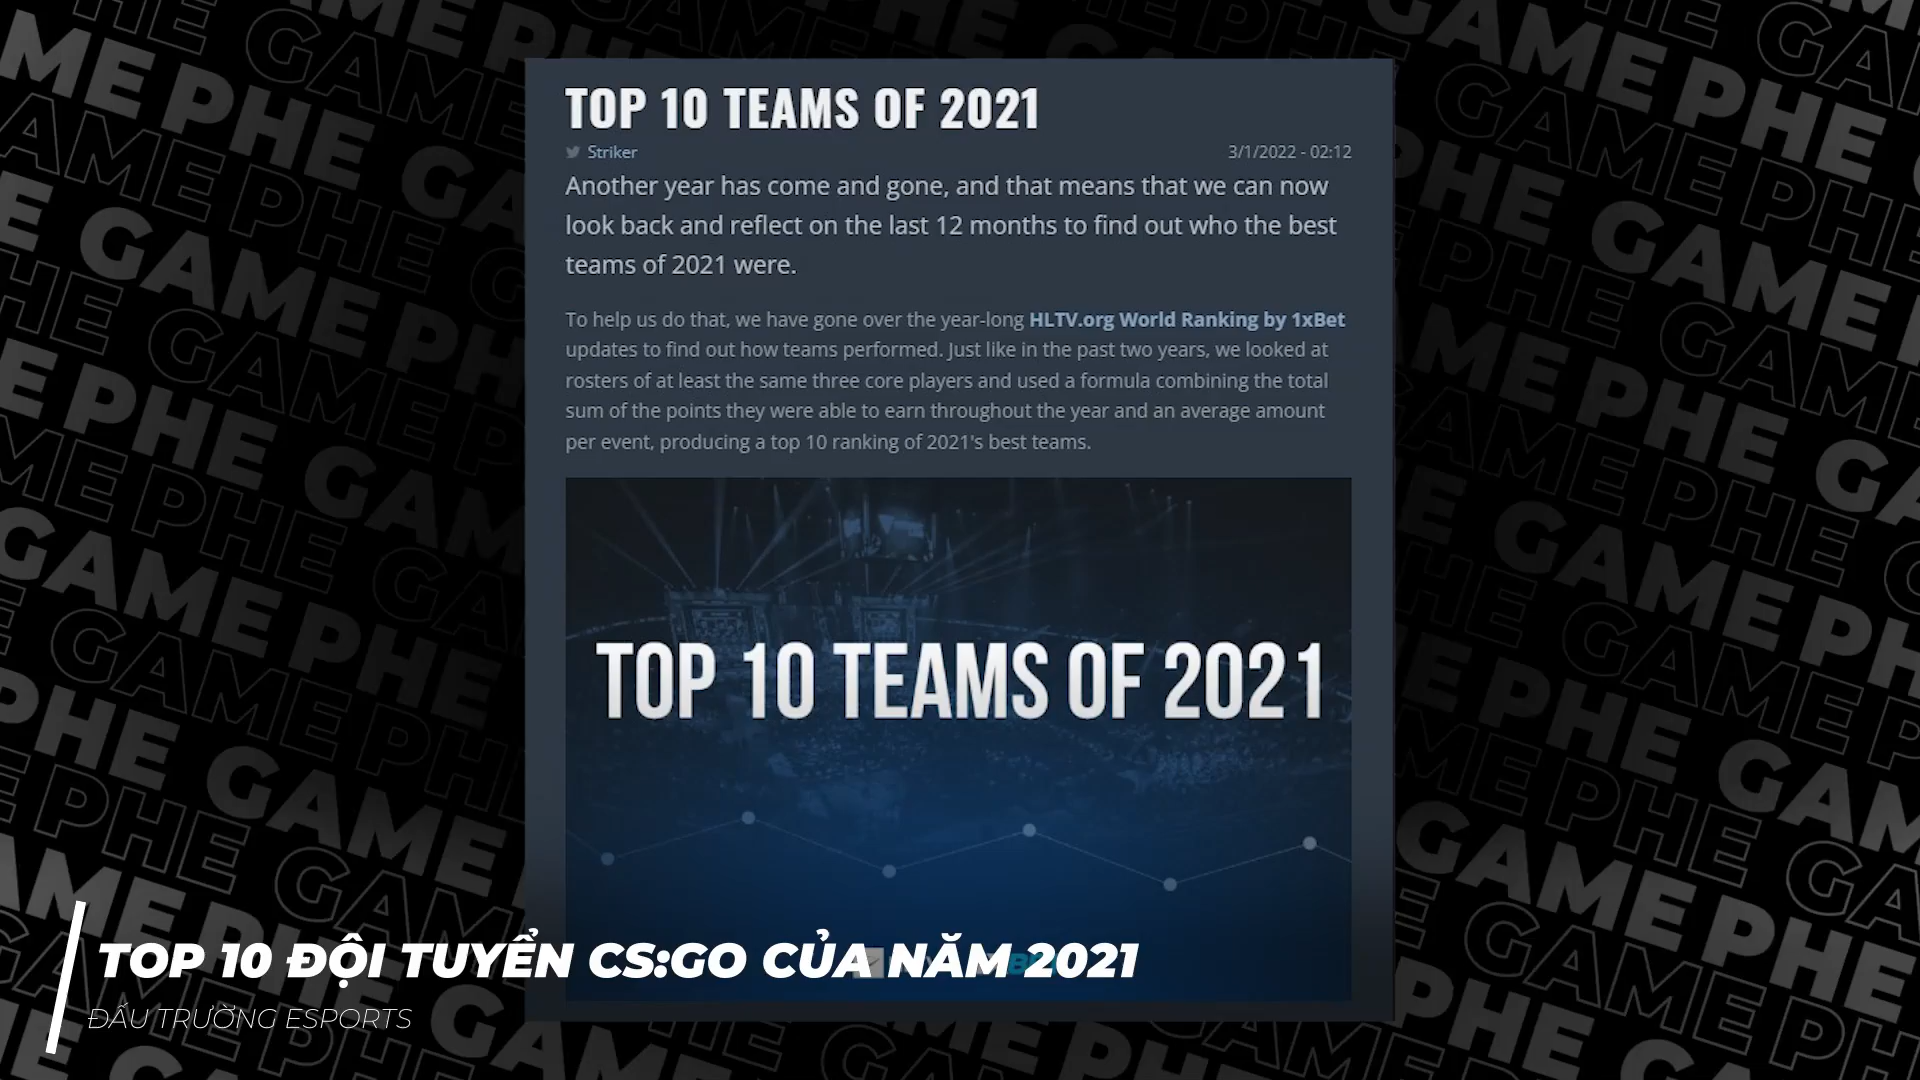 TOP 10 TEAMS OF 2021
Striker
3/1/2022 - 02:12
Another year has come and gone, and that means that we can now
look back and reflect on the last 12 months to find out who the best
teams of 2021 were.
To help us do that, we have gone over the year-long HLTV.org World Ranking by 1xBet
updates to find out how teams performed. Just like in the past two years, we looked at
rosters of at least the same three core players and used a formula combining the total
sum of the points they were able to earn throughout the year and an average amount
per event, producing a top 10 ranking of 2021's best teams.
TOP 10 TEAMS OF 2021
TOP 10 ĐỘI TUYỂN CS:GO CỦA NĂM 2021
ĐẤU TRƯỜNG ESPORTS
PHE GAME